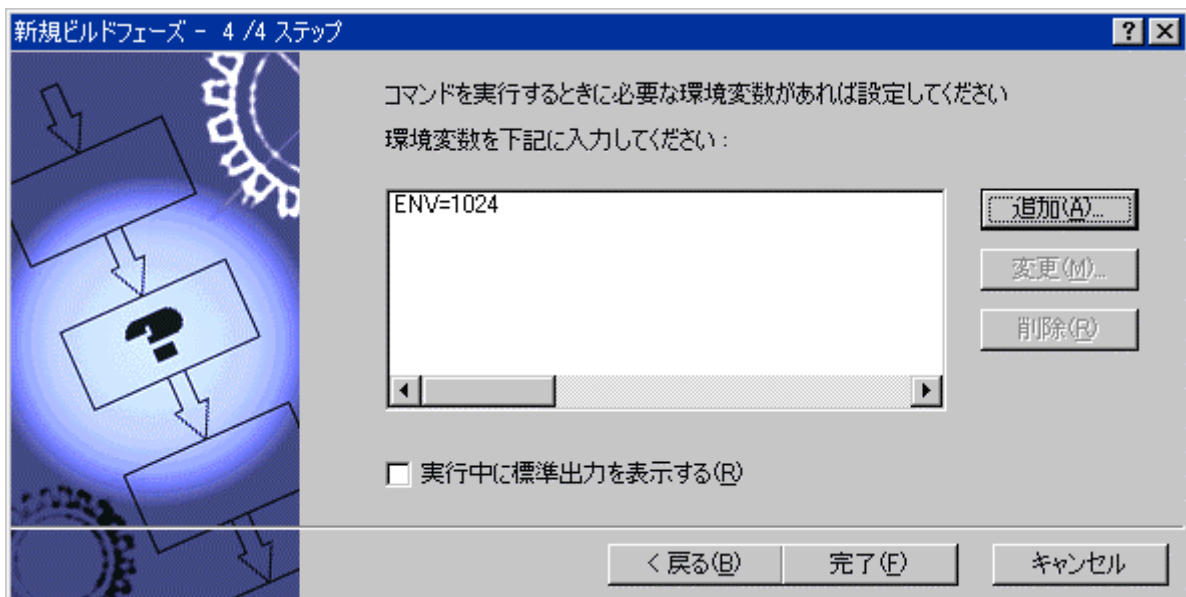 新規ビルドフェーズ - 4 /4 ステップ
コマンドを実行するときに必要な環境変数があれば設定してください
環境変数を下記に入力してください :
ENV=1024
追加(A)...
変更(M)...
削除(R)
実行中に標準出力を表示する(R)
< 戻る(B)
完了(F)
キャンセル